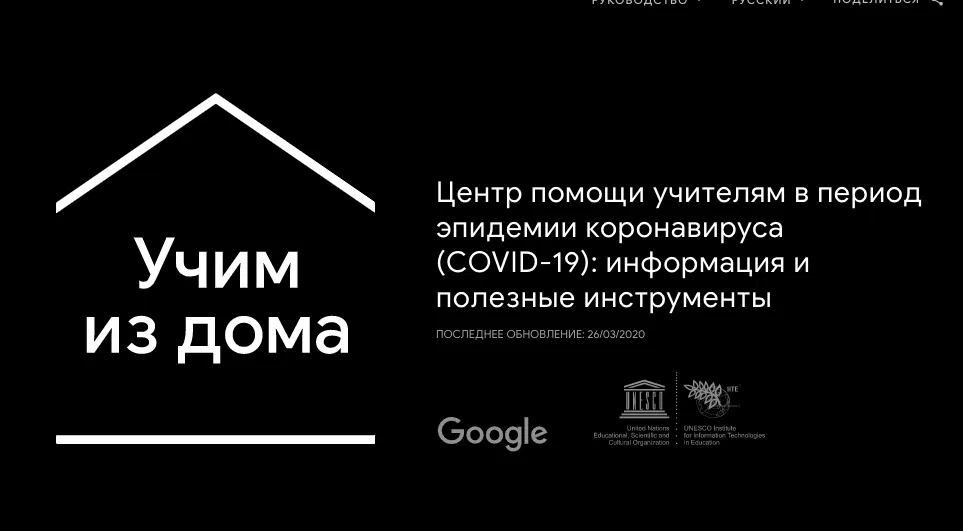 РУКОВОДСТВО РУССКИЙ ПОДЕЛИТЬСЯ
Учим
из дома
Центр помощи учителям в период
эпидемии коронавируса
(COVID-19): информация и
полезные инструменты
ПОСЛЕДНЕЕ ОБНОВЛЕНИЕ: 26/03/2020
Google
UNESCO
United Nations
Educational, Scientific and
Cultural Organization
IITE
UNESCO Institute
for Information Technologies
in Education